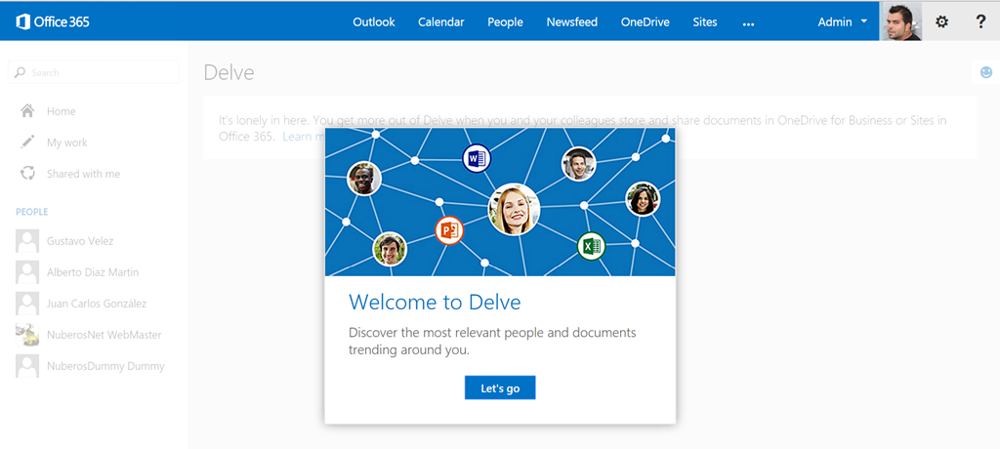 Office 365
Outlook
Calendar
People
Newsfeed
OneDrive
Sites
...
Admin
?
Search
Home
My work
Shared with me
PEOPLE
Gustavo Velez
Alberto Diaz Martin
Juan Carlos González
NuberosNet WebMaster
NuberosDummy Dummy
Delve
It's lonely in here. You get more out of Delve when you and your colleagues store and share documents in OneDrive for Business or Sites in
Office 365. Learn m
W
P
X
Welcome to Delve
Discover the most relevant people and documents
trending around you.
Let's go